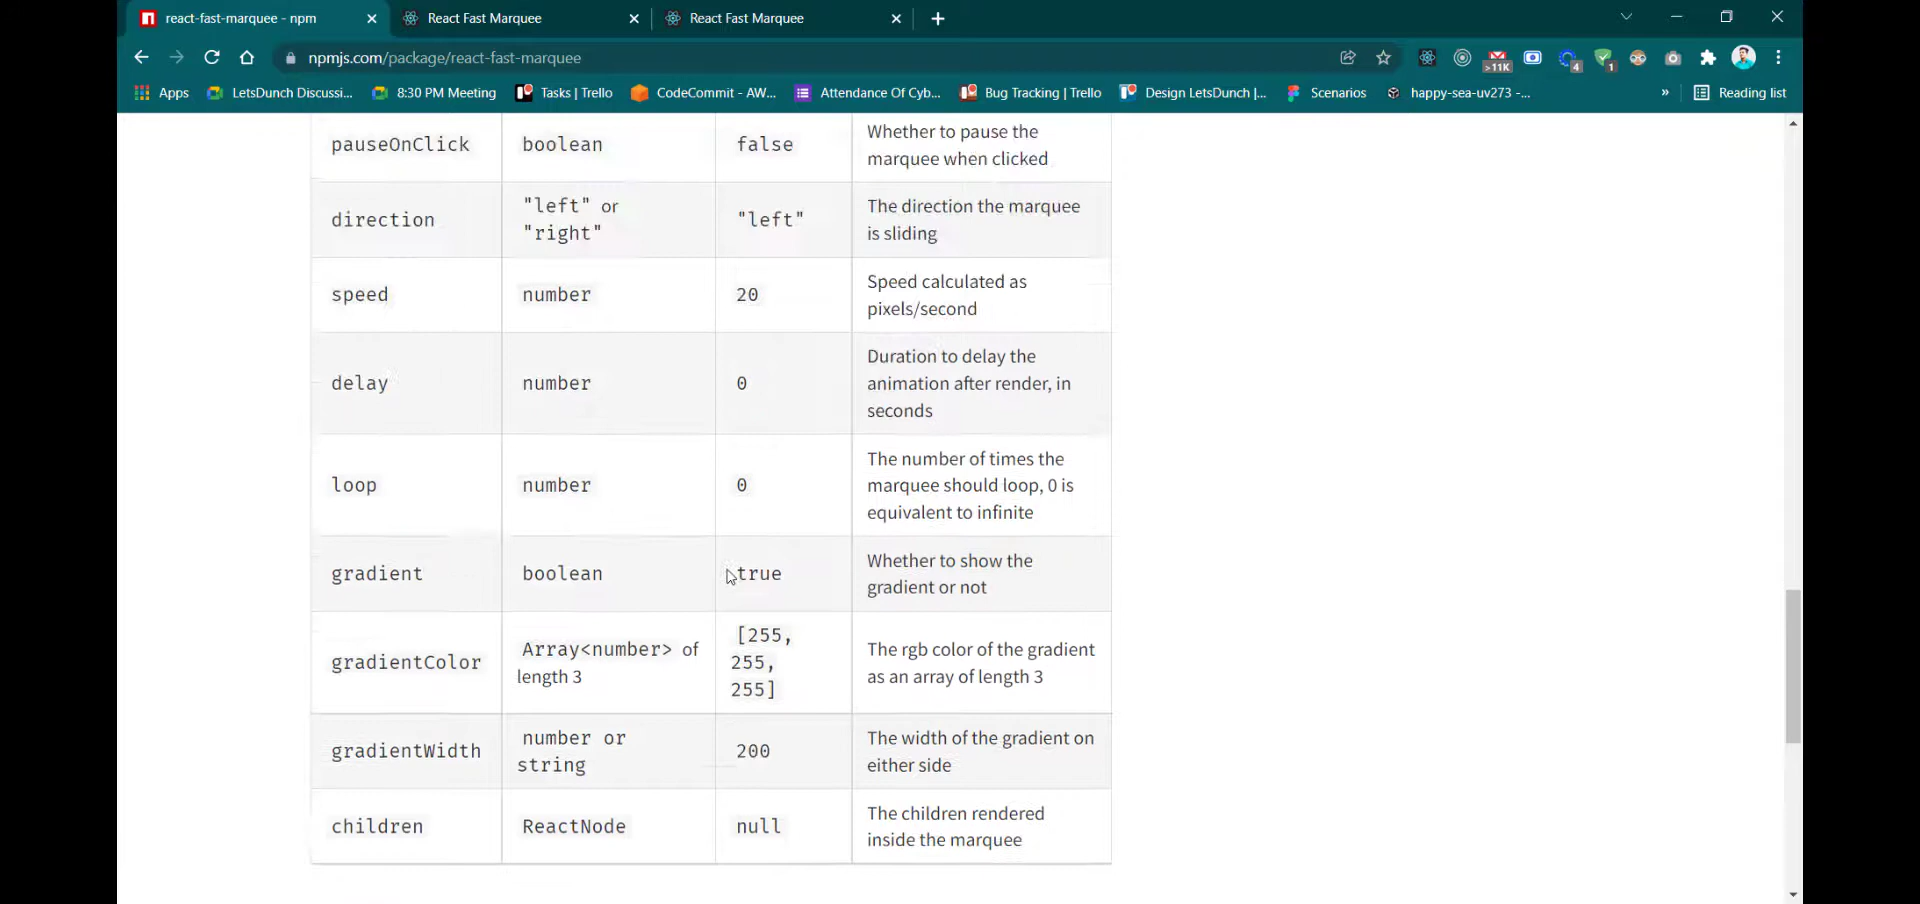 react-fast-marquee - npm
React Fast Marquee
React Fast Marquee
npmjs.com/package/react-fast-marquee
>11K
4
1
Apps
LetsDunch Discussi...
8:30 PM Meeting
Tasks | Trello
CodeCommit - AW...
Attendance Of Cyb...
Bug Tracking | Trello
Design LetsDunch |...
Scenarios
happy-sea-uv273 -...
»
Reading list
pauseOnClick
boolean
false
Whether to pause the
marquee when clicked
direction
"left" or
"right"
"left"
The direction the marquee
is sliding
speed
number
20
Speed calculated as
pixels/second
delay
number
0
Duration to delay the
animation after render, in
seconds
loop
number
0
The number of times the
marquee should loop, 0 is
equivalent to infinite
gradient
boolean
true
Whether to show the
gradient or not
gradientColor
Array<number> of
length 3
[255,
255,
255]
The rgb color of the gradient
as an array of length 3
gradientWidth
number or
string
200
The width of the gradient on
either side
children
ReactNode
null
The children rendered
inside the marquee